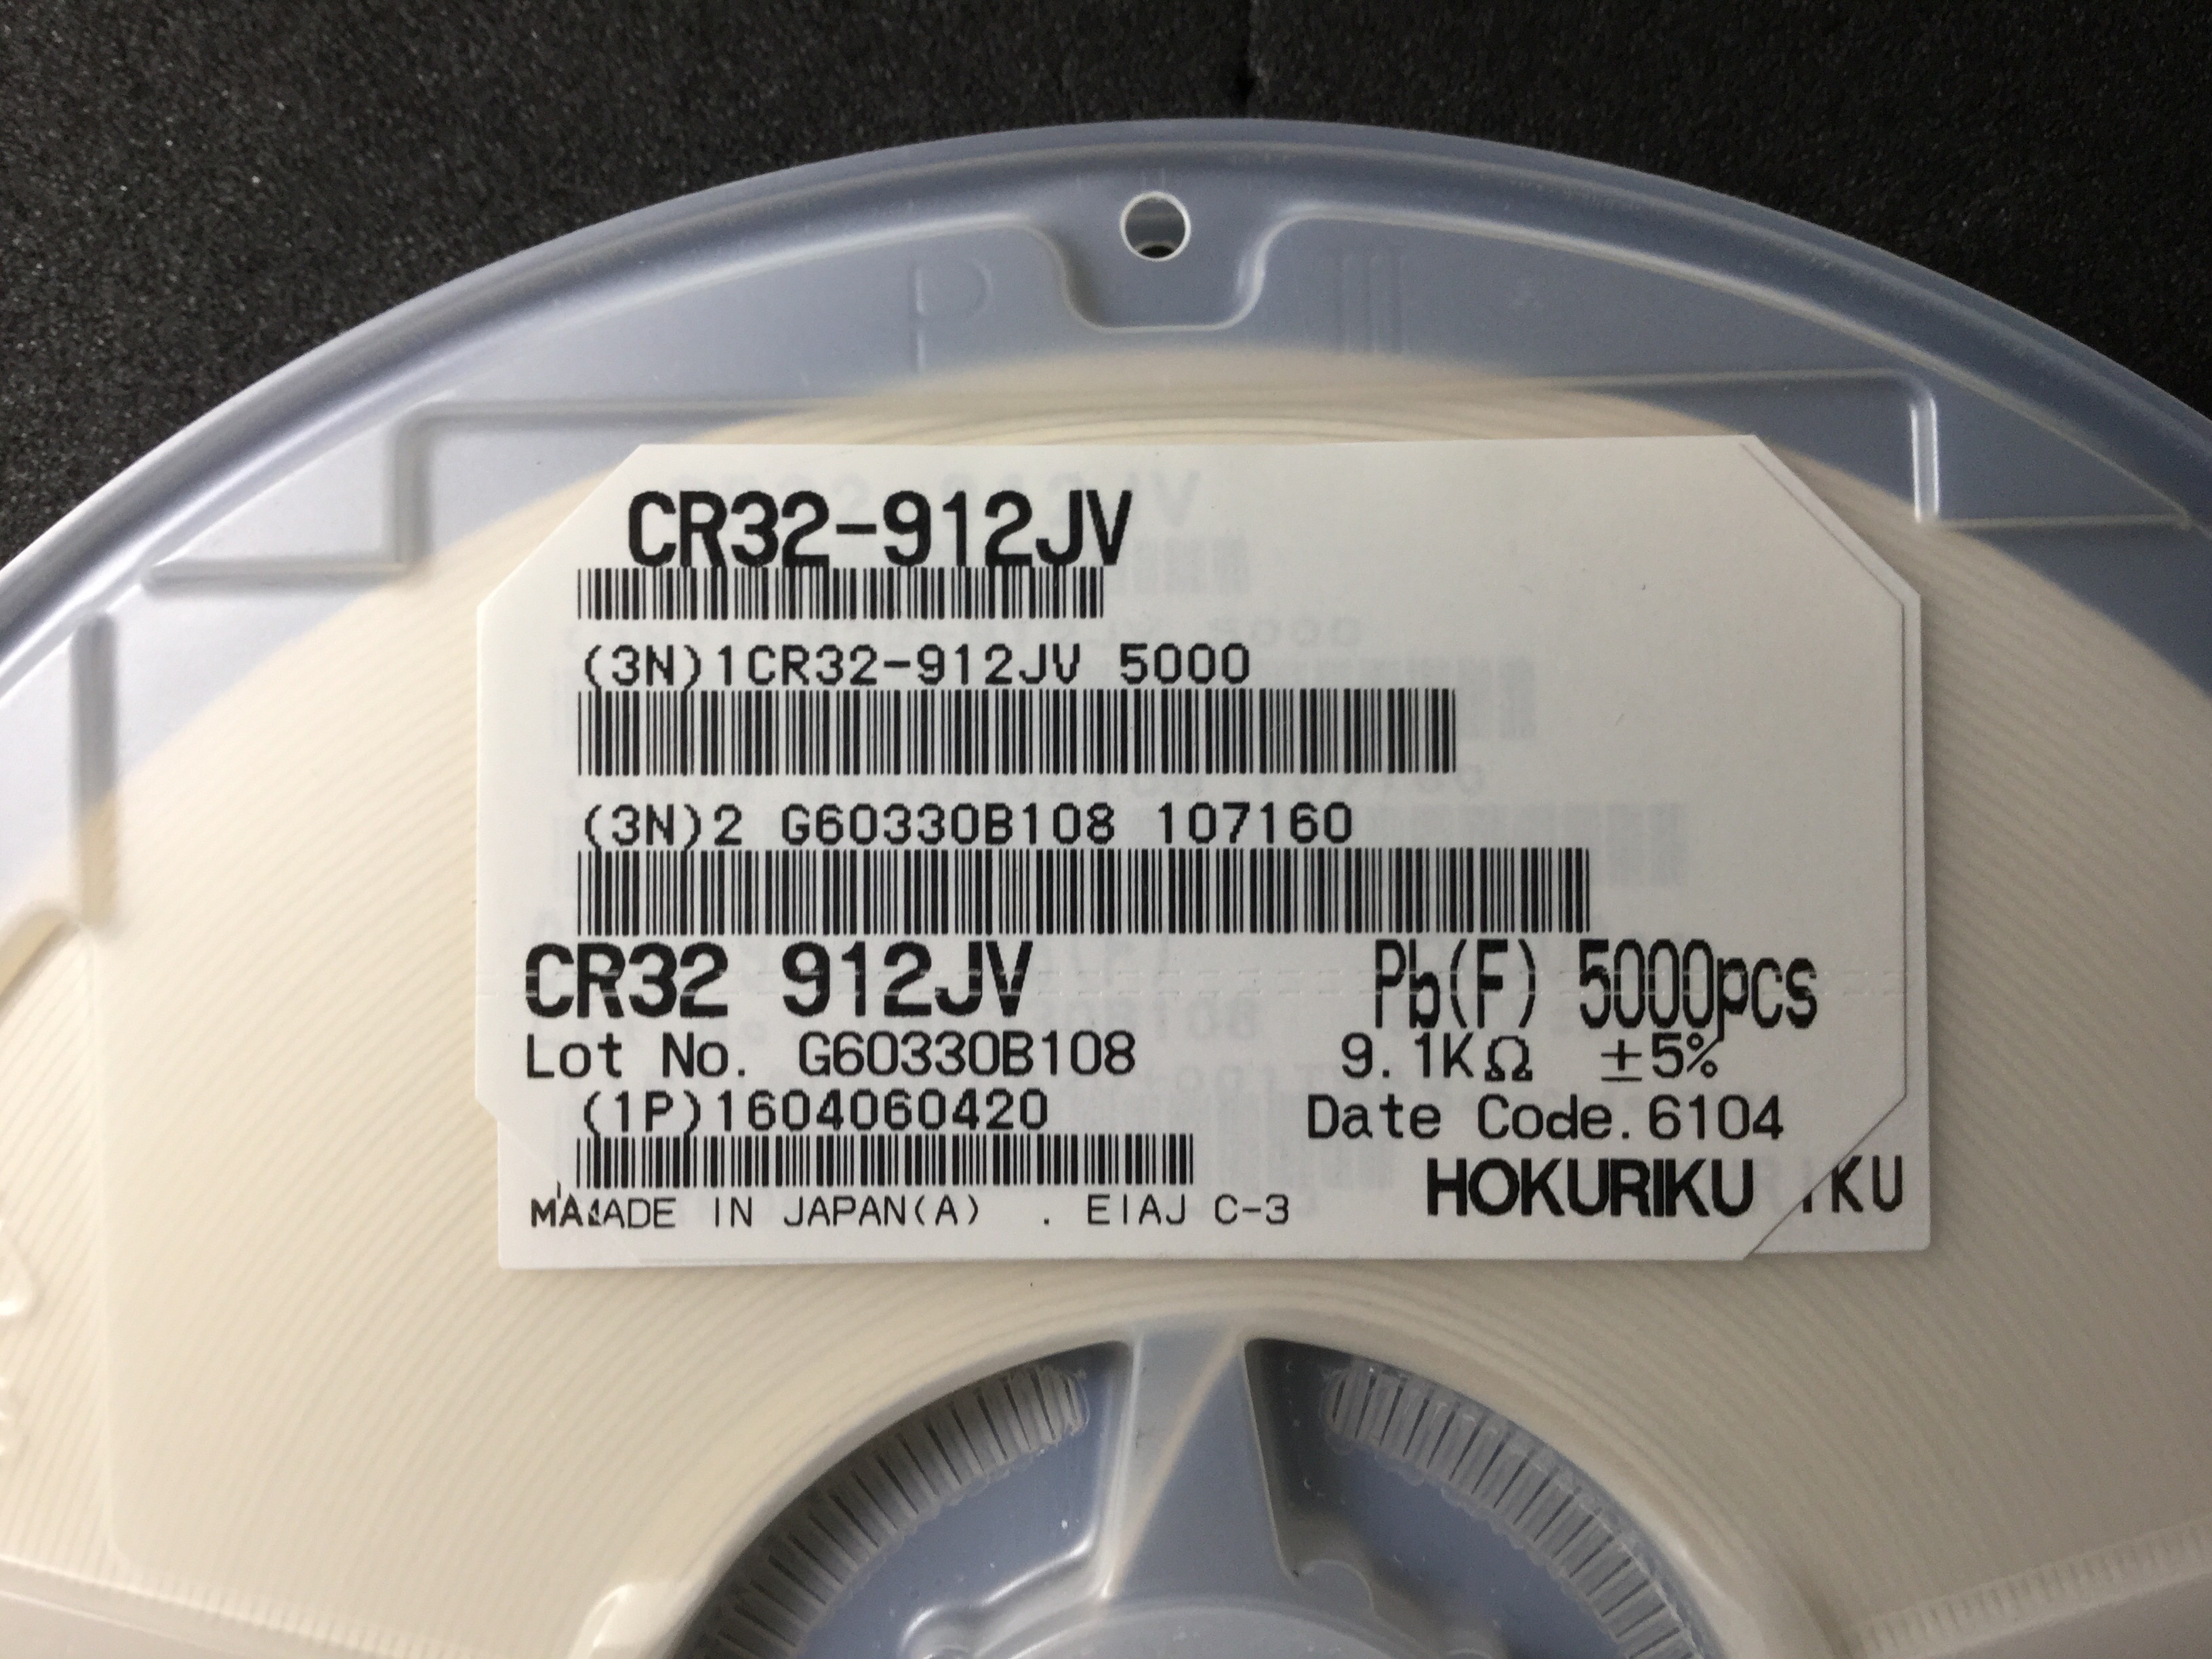 CR32-912JV
(3N)1CR32-912JV 5000
(3N)2 G60330B108 107160
CR32 912JV Pb(F) 5000pcs
Lot No. G60330B108 9.1KΩ ±5%
(1P)1604060420 Date Code.6104
HOKURIKU IKU
MADE IN JAPAN(A) . EIAJ C-3